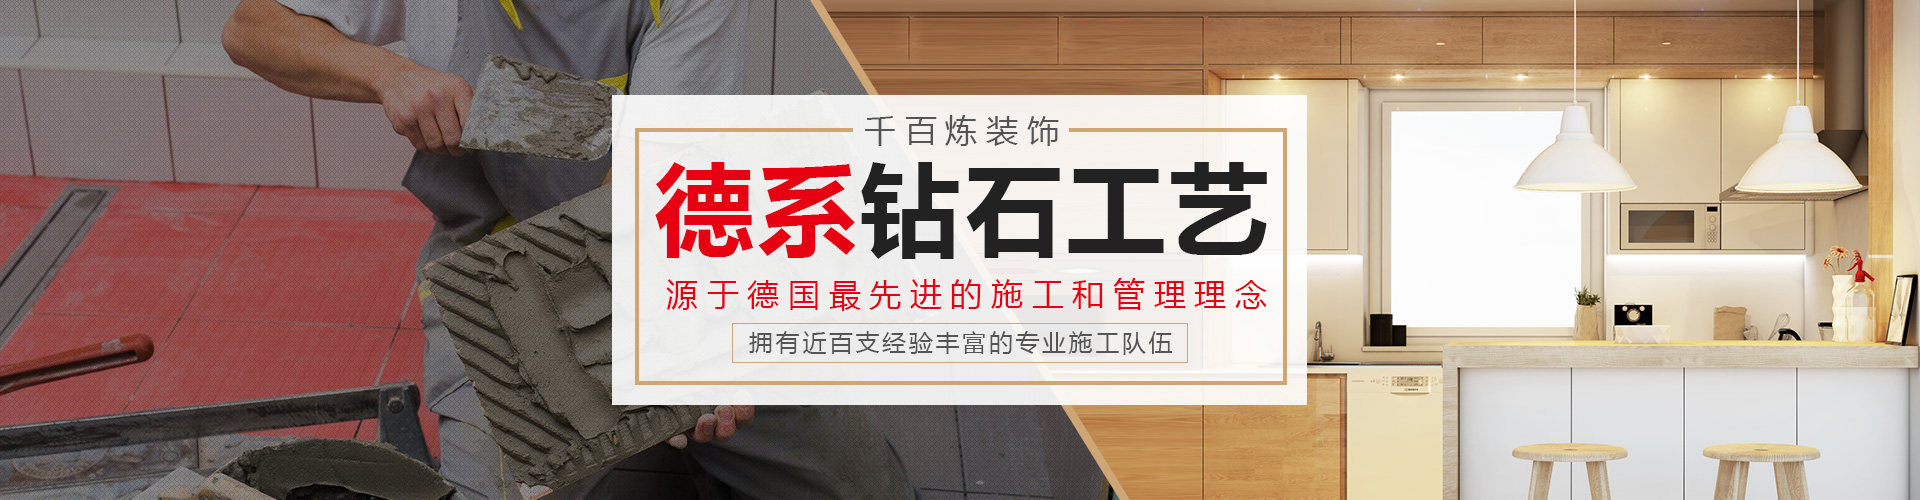 千百炼装饰
德系钻石工艺
源于德国最先进的施工和管理理念
拥有近百支经验丰富的专业施工队伍